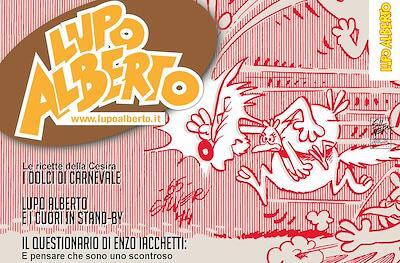 LUPO
ALBERTO
www.lupoalberto.it
Le ricette della Cesira
I DOLCI DI CARNEVALE
LUPO ALBERTO
E I CUORI IN STAND-BY
IL QUESTIONARIO DI ENZO IACCHETTI:
E pensare che sono uno scontroso
SILVER
LUPO ALBERTO